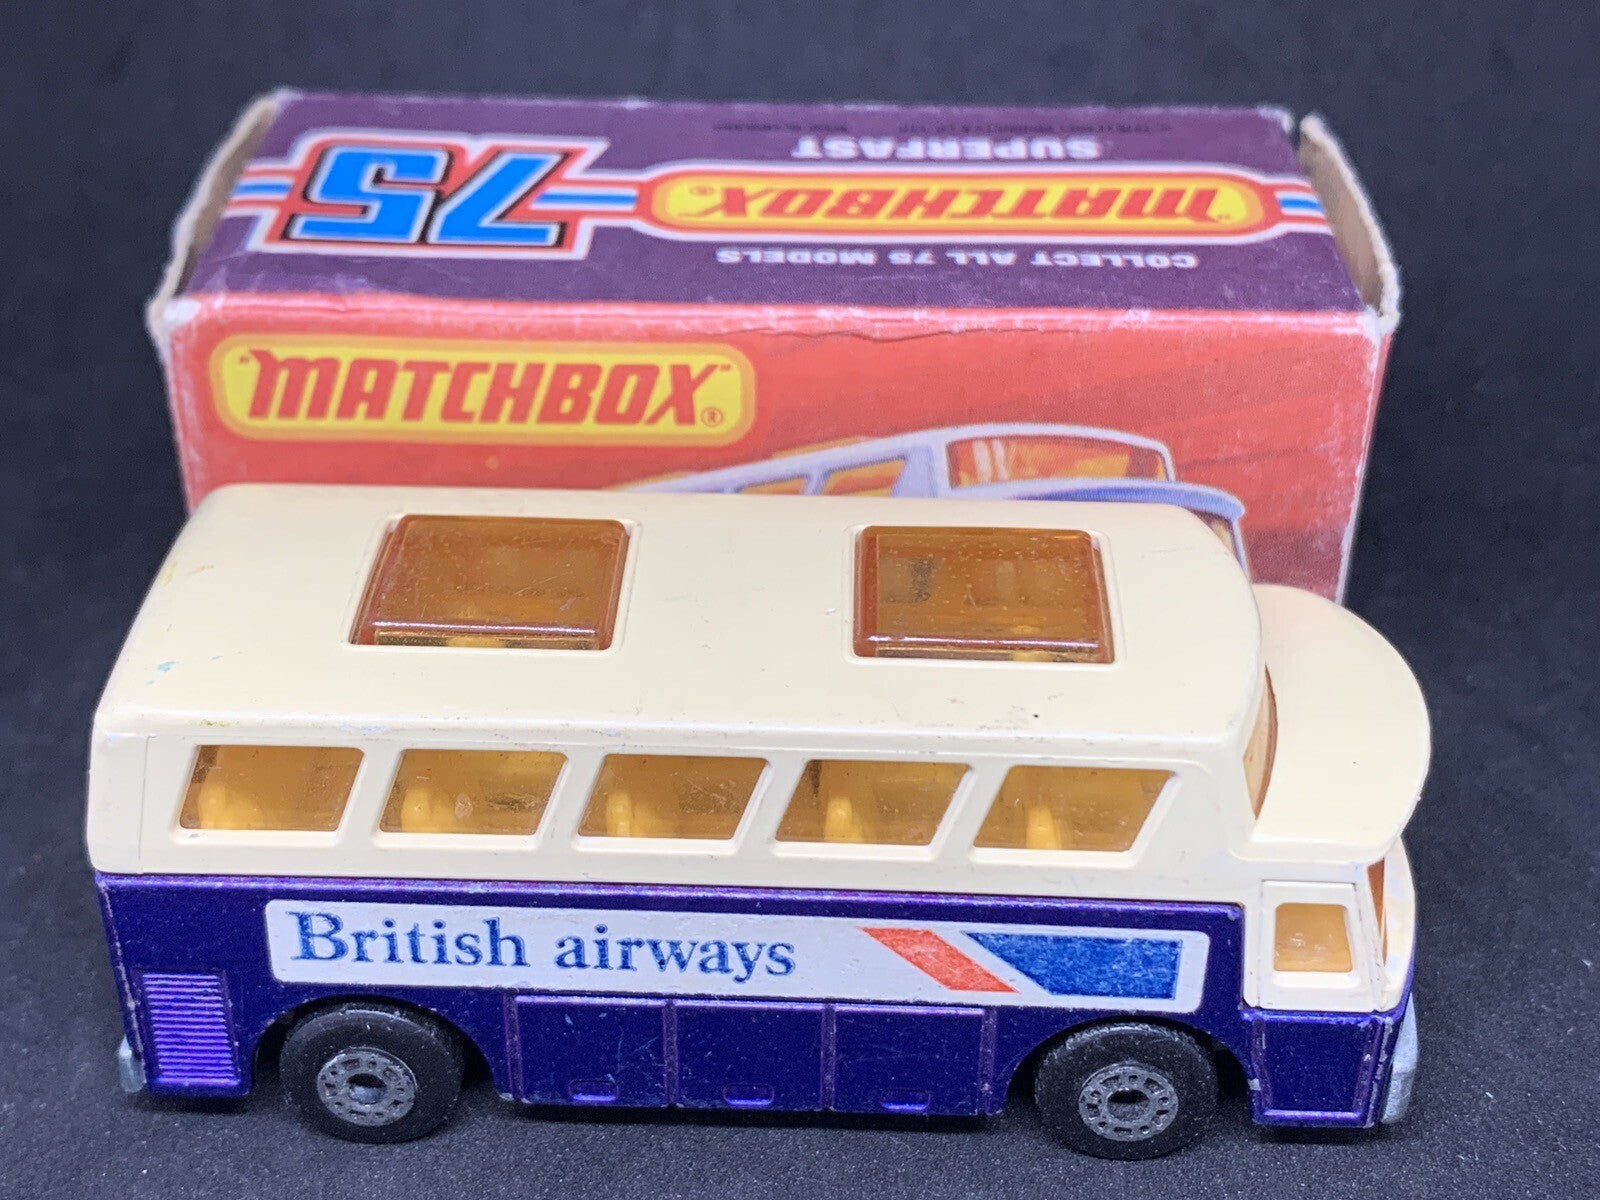 COLLECT ALL 75 MODELS
"MATCHBOX"®
75
SUPERFAST
"MATCHBOX"®
British airways